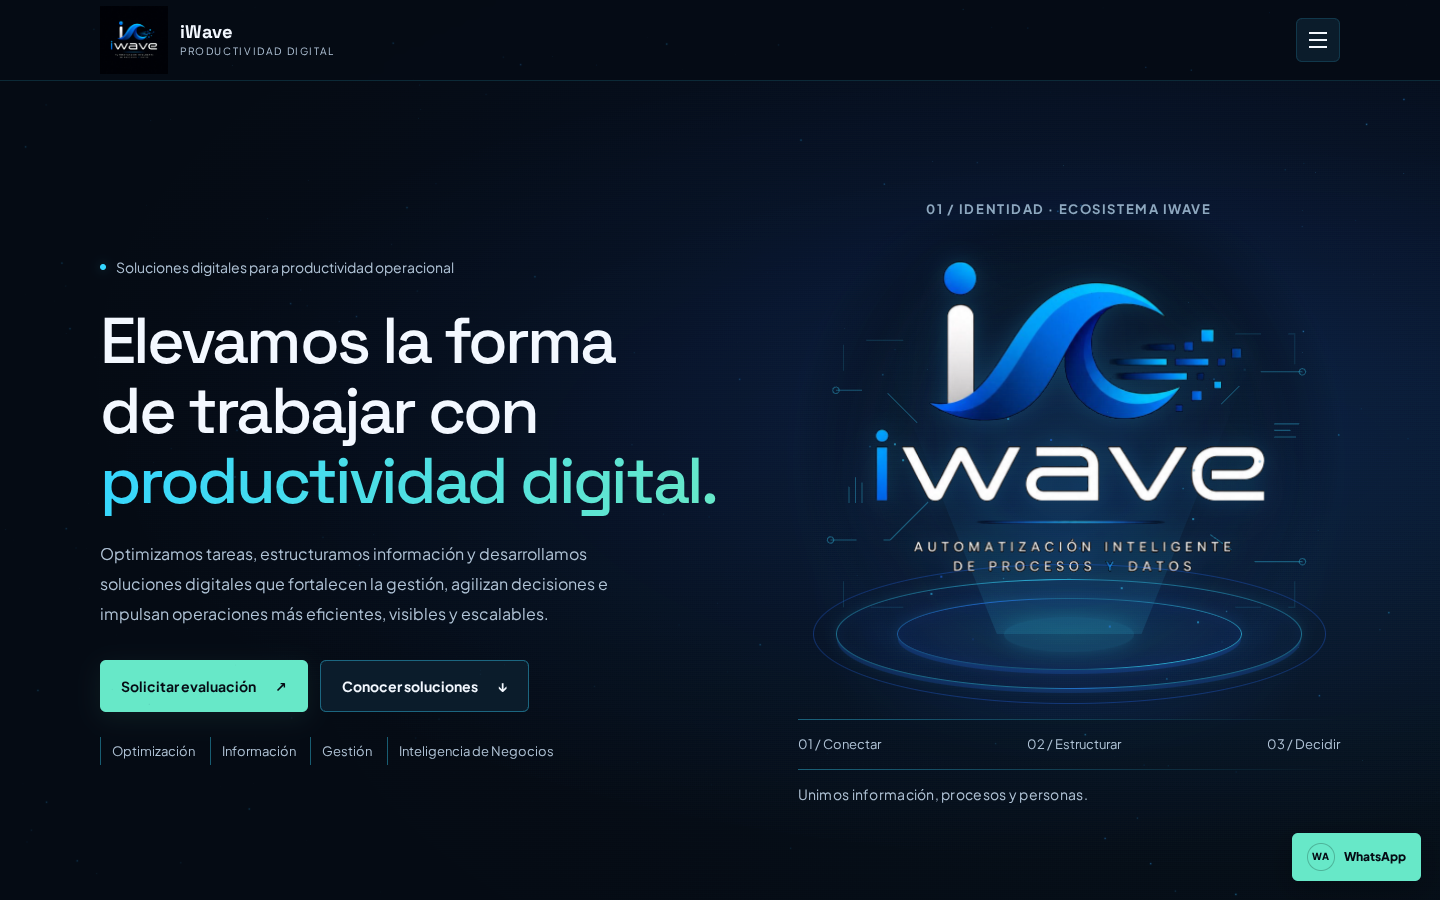 iwave
iWave
PRODUCTIVIDAD DIGITAL
Soluciones digitales para productividad operacional
Elevamos la forma
de trabajar con
productividad digital.
Optimizamos tareas, estructuramos información y desarrollamos
soluciones digitales que fortalecen la gestión, agilizan decisiones e
impulsan operaciones más eficientes, visibles y escalables.
Solicitar evaluación ↗
Conocer soluciones ↓
Optimización
Información
Gestión
Inteligencia de Negocios
01 / IDENTIDAD · ECOSISTEMA IWAVE
iwave
AUTOMATIZACIÓN INTELIGENTE
DE PROCESOS Y DATOS
01 / Conectar
02 / Estructurar
03 / Decidir
Unimos información, procesos y personas.
WA WhatsApp